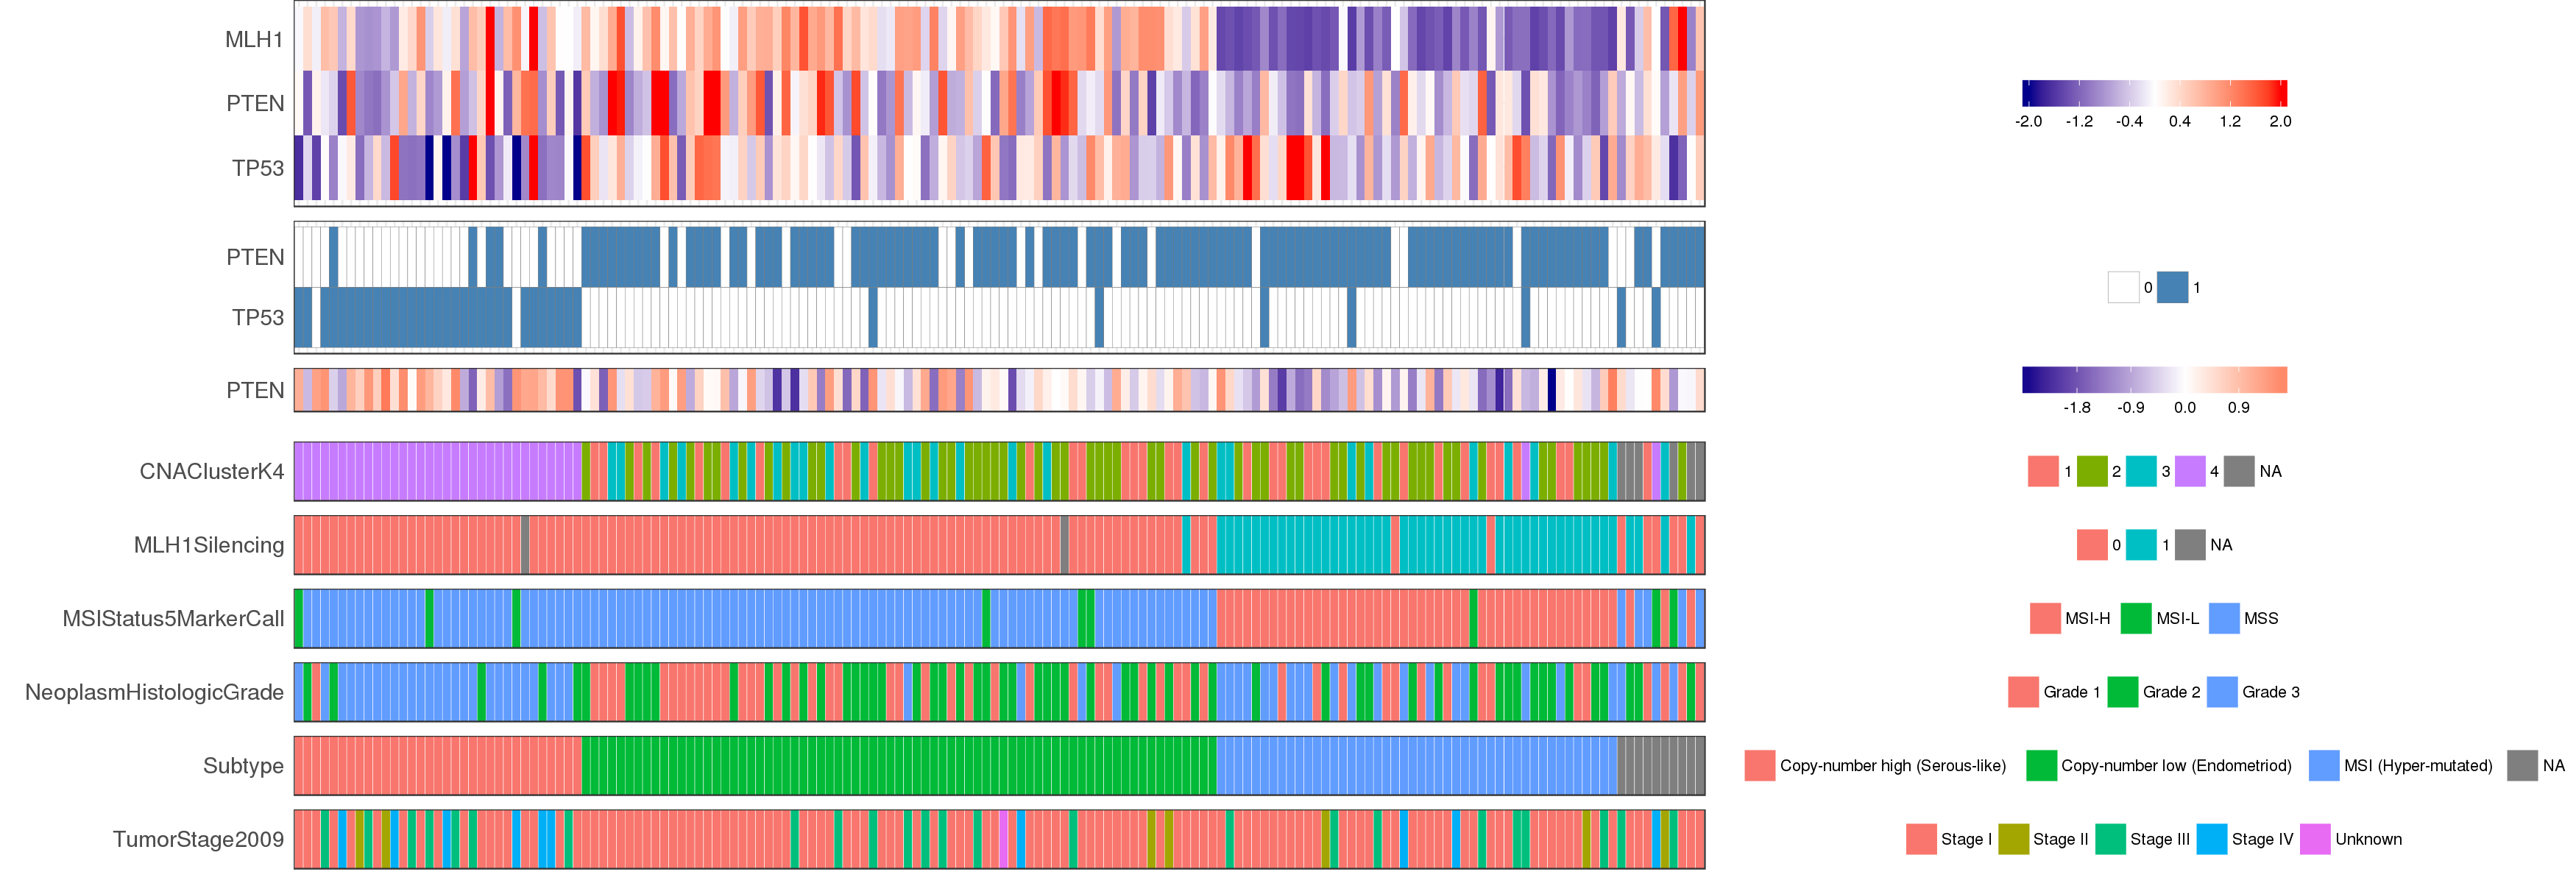 MLH1
PTEN
TP53
-2.0 -1.2 -0.4 0.4 1.2 2.0
PTEN
TP53
0 1
PTEN
-1.8 -0.9 0.0 0.9
CNAClusterK4
1 2 3 4 NA
MLH1Silencing
0 1 NA
MSIStatus5MarkerCall
MSI-H MSI-L MSS
NeoplasmHistologicGrade
Grade 1 Grade 2 Grade 3
Subtype
Copy-number high (Serous-like) Copy-number low (Endometriod) MSI (Hyper-mutated) NA
TumorStage2009
Stage I Stage II Stage III Stage IV Unknown